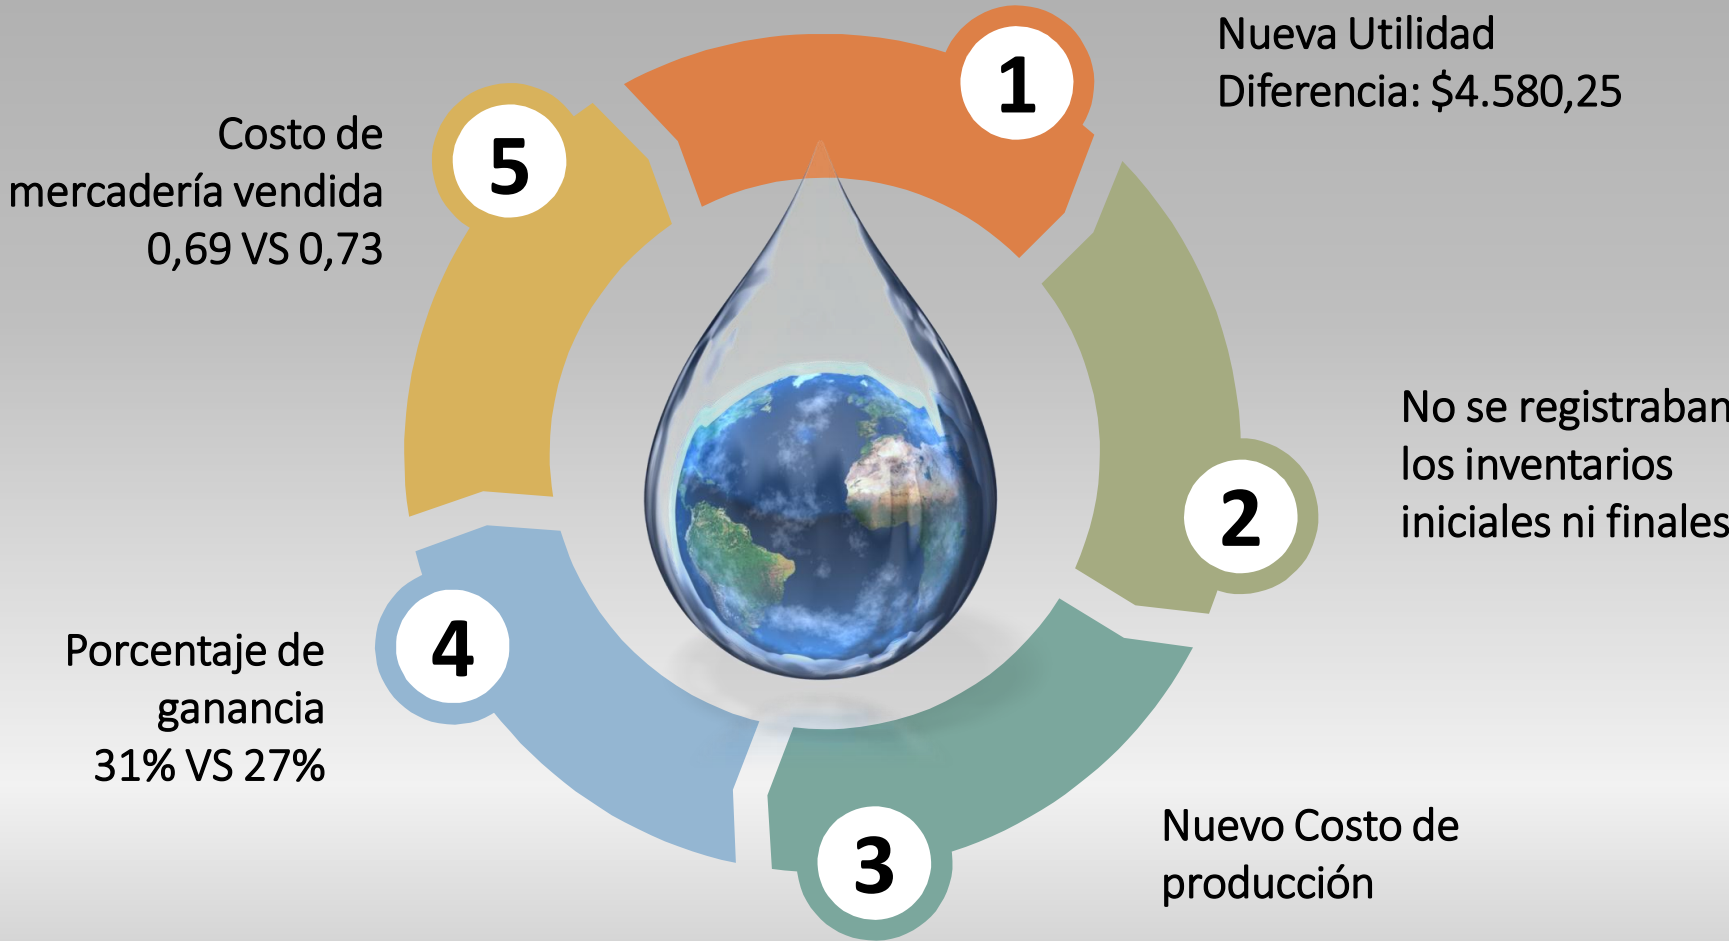 1
Nueva Utilidad
Diferencia: $4.580,25
2
No se registraban
los inventarios
iniciales ni finales
3
Nuevo Costo de
producción
4
Porcentaje de
ganancia
31% VS 27%
5
Costo de
mercadería vendida
0,69 VS 0,73